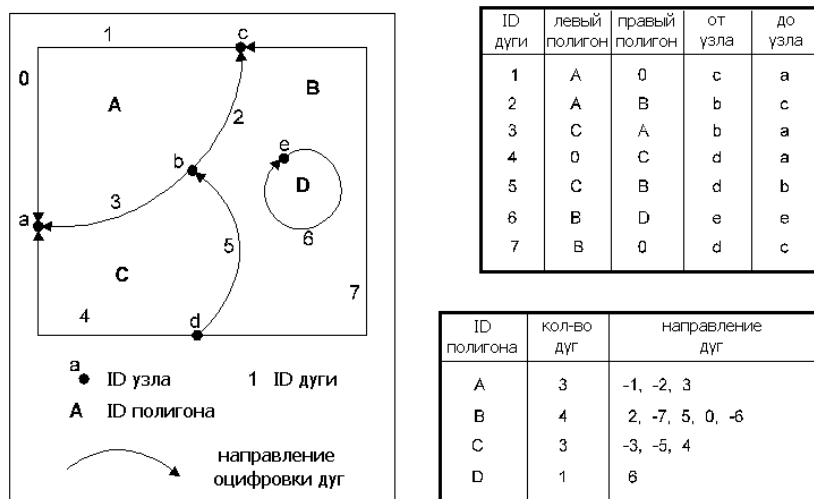 1
c
0
A
B
2
e
b
D
3
a
6
5
C
7
4
d
a
ID узла
1 ID дуги
A ID полигона
направление
оцифровки дуг
ID дуги левый полигон правый полигон от узла до узла
1 A 0 c a
2 A B b c
3 C A b a
4 0 C d a
5 C B d b
6 B D e e
7 B 0 d c
ID полигона кол-во дуг направление дуг
A 3 -1, -2, 3
B 4 2, -7, 5, 0, -6
C 3 -3, -5, 4
D 1 6